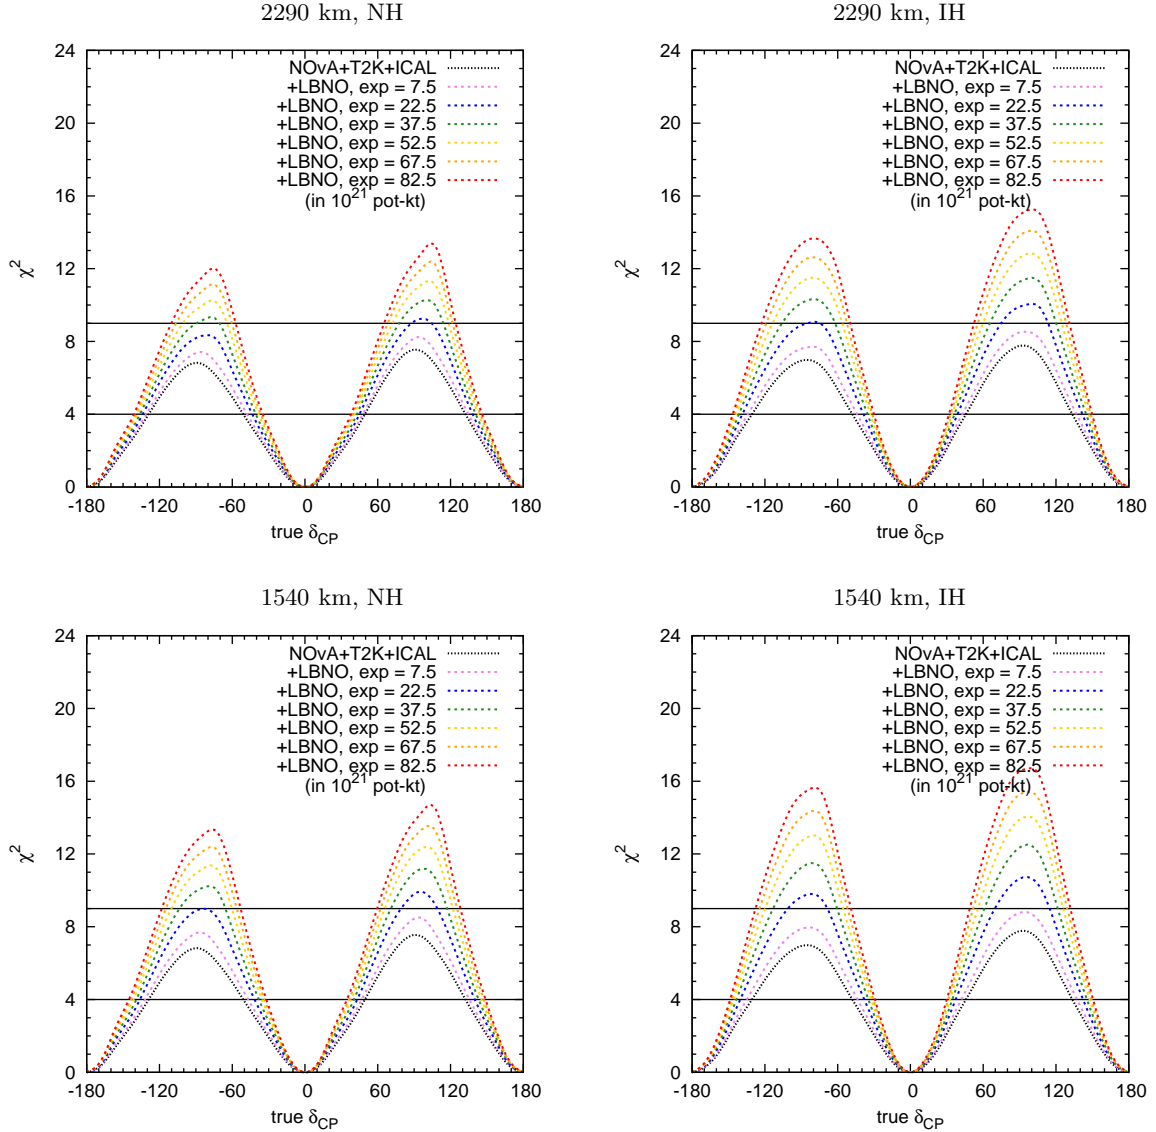 2290 km, NH
24
20
16
12
8
4
0
χ2
NOvA+T2K+ICAL
+LBNO, exp = 7.5
+LBNO, exp = 22.5
+LBNO, exp = 37.5
+LBNO, exp = 52.5
+LBNO, exp = 67.5
+LBNO, exp = 82.5
(in 10^21 pot-kt)
-180 -120 -60 0 60 120 180
true δCP
2290 km, IH
24
20
16
12
8
4
0
χ2
NOvA+T2K+ICAL
+LBNO, exp = 7.5
+LBNO, exp = 22.5
+LBNO, exp = 37.5
+LBNO, exp = 52.5
+LBNO, exp = 67.5
+LBNO, exp = 82.5
(in 10^21 pot-kt)
-180 -120 -60 0 60 120 180
true δCP
1540 km, NH
24
20
16
12
8
4
0
χ2
NOvA+T2K+ICAL
+LBNO, exp = 7.5
+LBNO, exp = 22.5
+LBNO, exp = 37.5
+LBNO, exp = 52.5
+LBNO, exp = 67.5
+LBNO, exp = 82.5
(in 10^21 pot-kt)
-180 -120 -60 0 60 120 180
true δCP
1540 km, IH
24
20
16
12
8
4
0
χ2
NOvA+T2K+ICAL
+LBNO, exp = 7.5
+LBNO, exp = 22.5
+LBNO, exp = 37.5
+LBNO, exp = 52.5
+LBNO, exp = 67.5
+LBNO, exp = 82.5
(in 10^21 pot-kt)
-180 -120 -60 0 60 120 180
true δCP